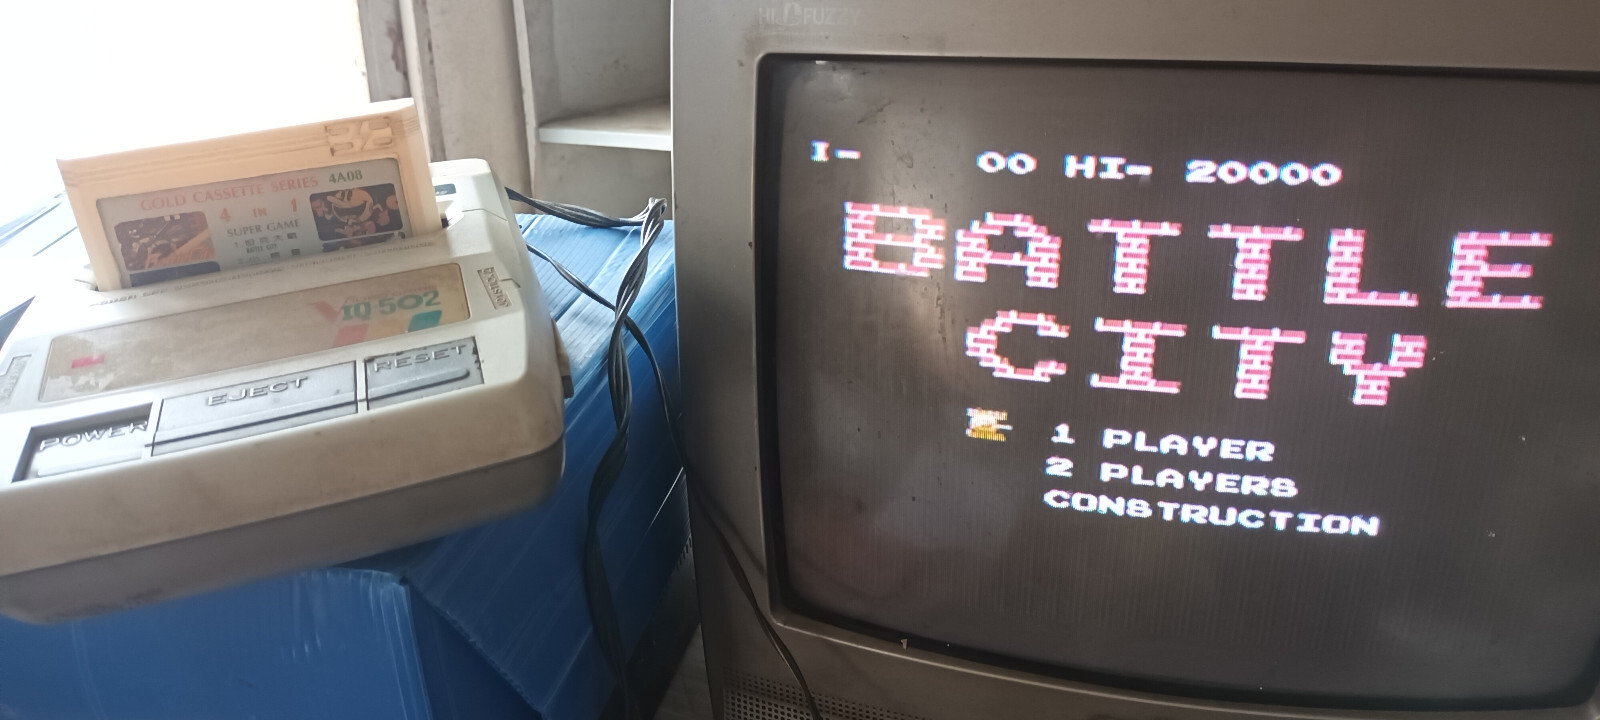 HI-FUZZY
GOLD CASSETTE SERIES 4A08
4 IN 1
SUPER GAME
IQ-502
POWER
EJECT
RESET
I- 00 HI- 20000
BATTLE
CITY
1 PLAYER
2 PLAYERS
CONSTRUCTION